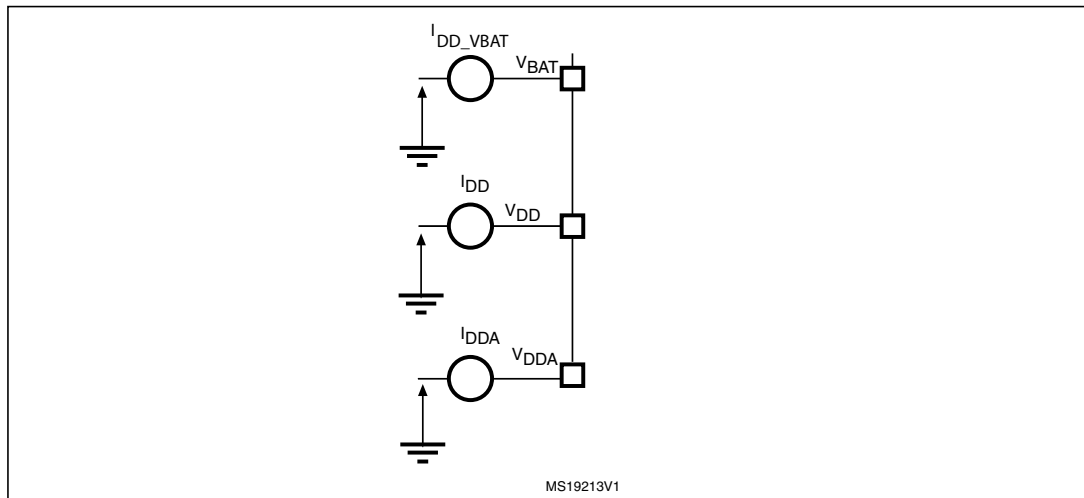 I_DD_VBAT
V_BAT
I_DD
V_DD
I_DDA
V_DDA
MS19213V1